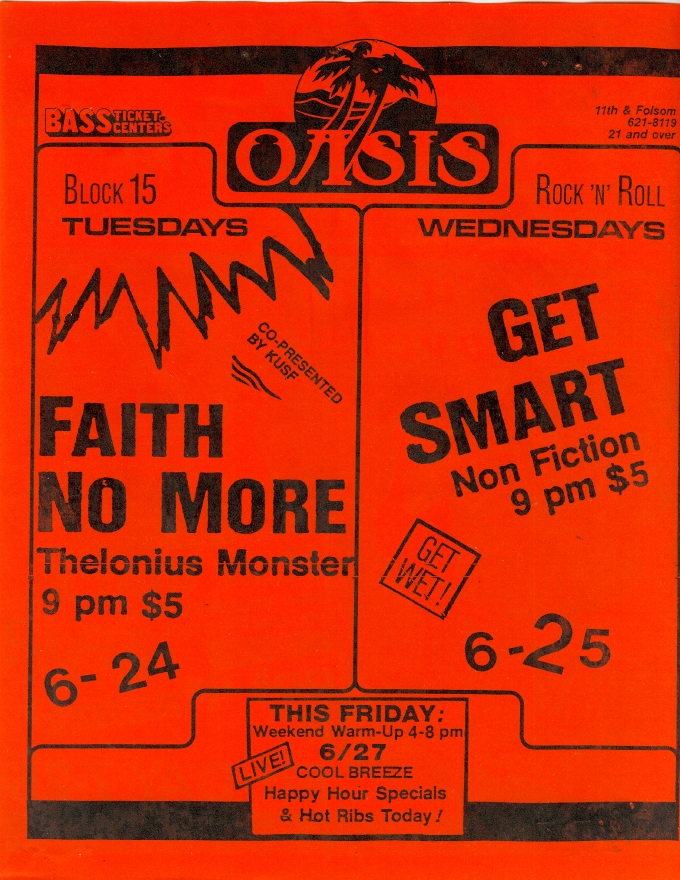 BASS TICKET CENTERS
OASIS
11th & Folsom
621-8119
21 and over
BLOCK 15
TUESDAYS
CO-PRESENTED
BY KUSF
FAITH
NO MORE
Thelonius Monster
9 pm $5
6-24
ROCK 'N' ROLL
WEDNESDAYS
GET
SMART
Non Fiction
9 pm $5
GET
WET!
6-25
THIS FRIDAY:
Weekend Warm-Up 4-8 pm
6/27
LIVE!
COOL BREEZE
Happy Hour Specials
& Hot Ribs Today!